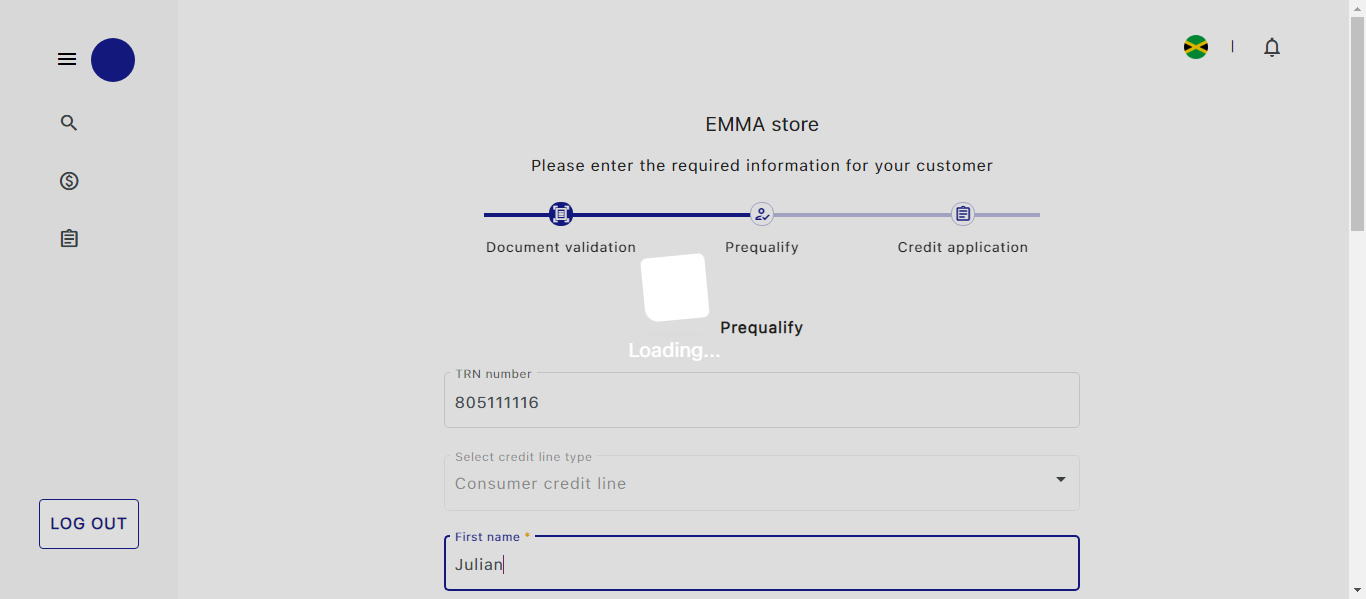 EMMA store
Please enter the required information for your customer
Document validation
Prequalify
Credit application
Prequalify
Loading...
TRN number
805111116
Select credit line type
Consumer credit line
First name *
Julian
LOG OUT